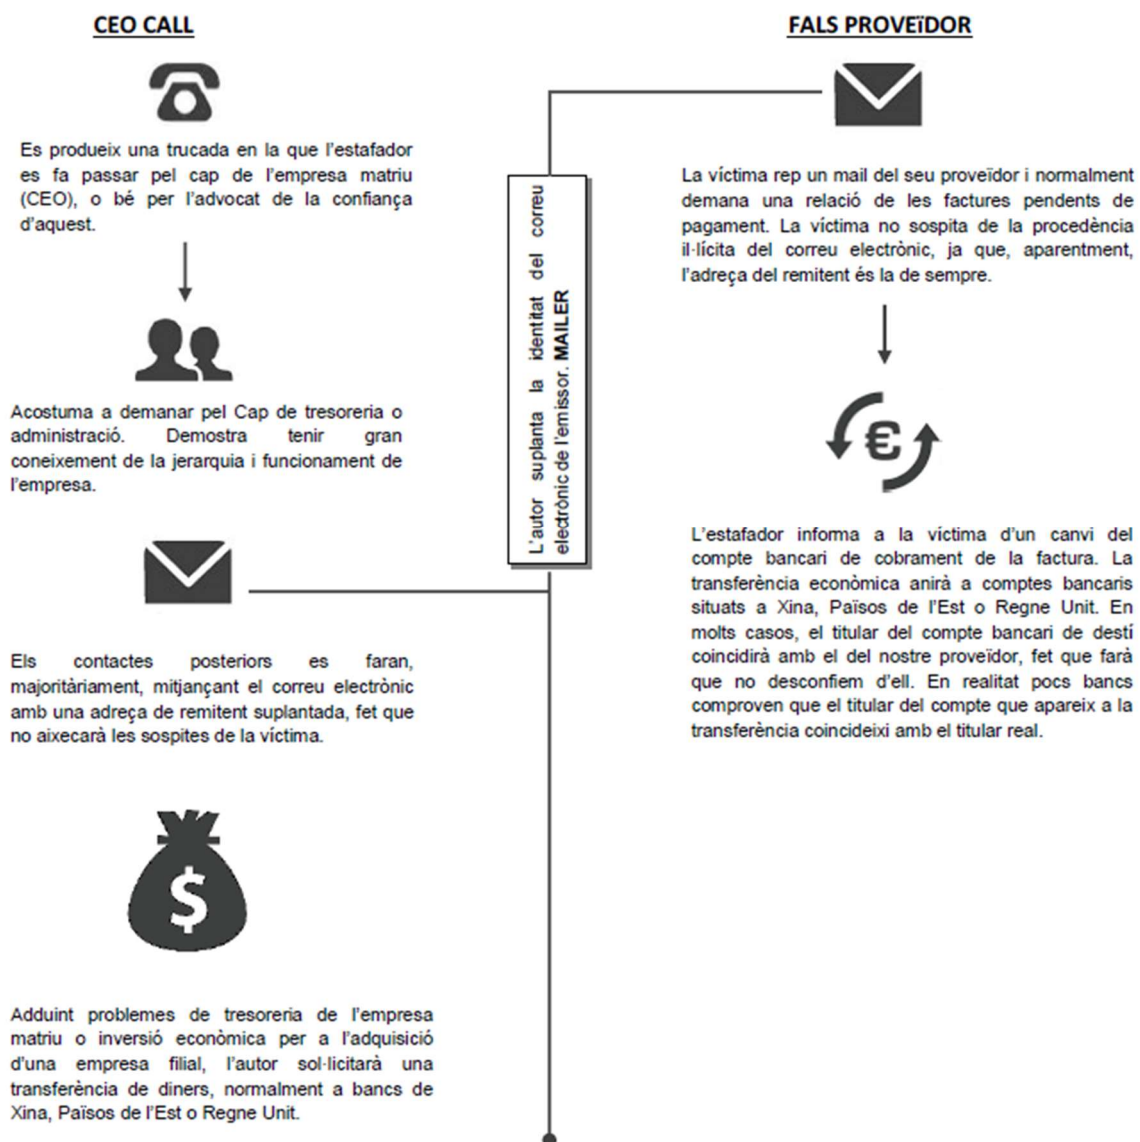 CEO CALL
Es produeix una trucada en la que l'estafador
es fa passar pel cap de l'empresa matriu
(CEO), o bé per l'advocat de la confiança
d'aquest.
Acostuma a demanar pel Cap de tresoreria o
administració. Demostra tenir gran
coneixement de la jerarquia i funcionament de
l'empresa.
Els contactes posteriors es faran,
majoritàriament, mitjançant el correu electrònic
amb una adreça de remitent suplantada, fet que
no aixecarà les sospites de la víctima.
$
Adduint problemes de tresoreria de l'empresa
matriu o inversió econòmica per a l'adquisició
d'una empresa filial, l'autor sol·licitarà una
transferència de diners, normalment a bancs de
Xina, Països de l'Est o Regne Unit.
L'autor suplanta la identitat del correu
electrònic de l'emissor. MAILER
FALS PROVEïDOR
La víctima rep un mail del seu proveïdor i normalment
demana una relació de les factures pendents de
pagament. La víctima no sospita de la procedència
il·lícita del correu electrònic, ja que, aparentment,
l'adreça del remitent és la de sempre.
€
L'estafador informa a la víctima d'un canvi del
compte bancari de cobrament de la factura. La
transferència econòmica anirà a comptes bancaris
situats a Xina, Països de l'Est o Regne Unit. En
molts casos, el titular del compte bancari de destí
coincidirà amb el del nostre proveïdor, fet que farà
que no desconfiem d'ell. En realitat pocs bancs
comproven que el titular del compte que apareix a la
transferència coincideixi amb el titular real.